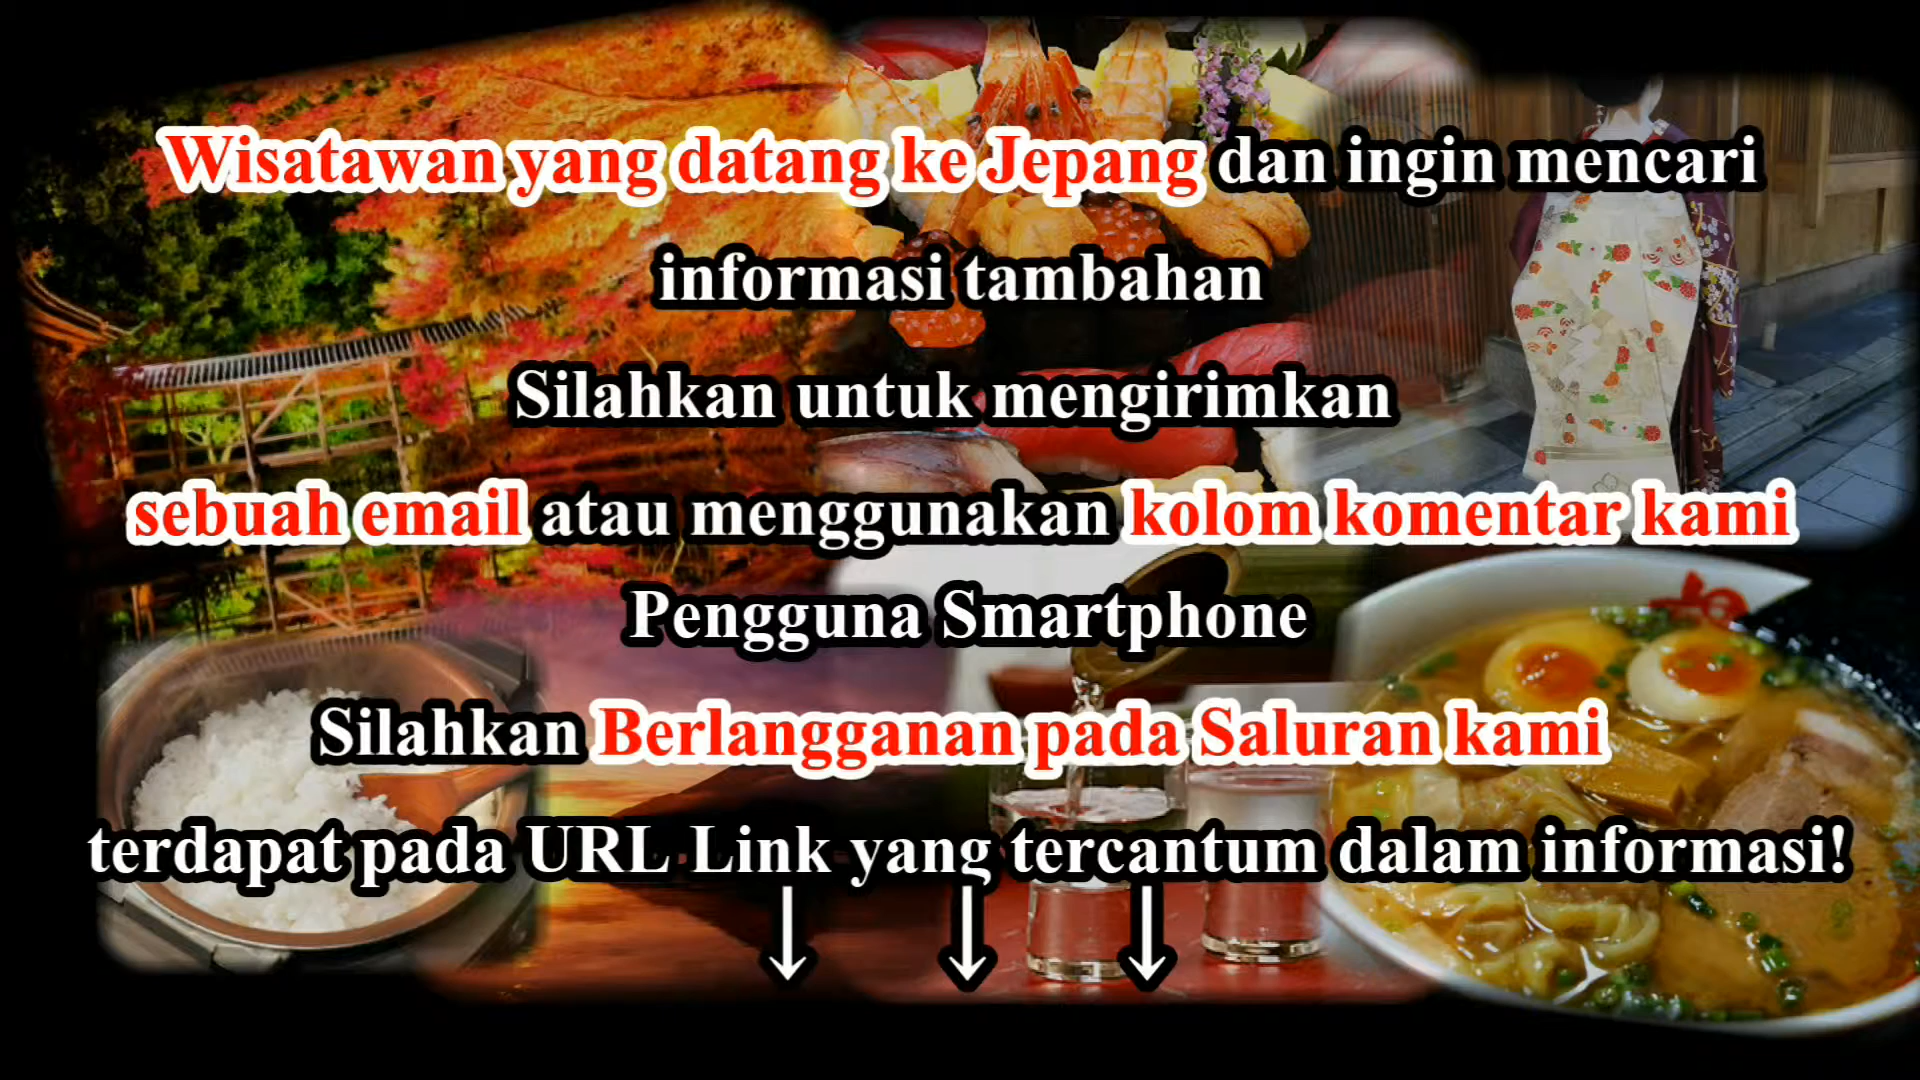 Wisatawan yang datang ke Jepang dan ingin mencari
informasi tambahan
Silahkan untuk mengirimkan
sebuah email atau menggunakan kolom komentar kami
Pengguna Smartphone
Silahkan Berlangganan pada Saluran kami
terdapat pada URL Link yang tercantum dalam informasi!
↓ ↓ ↓